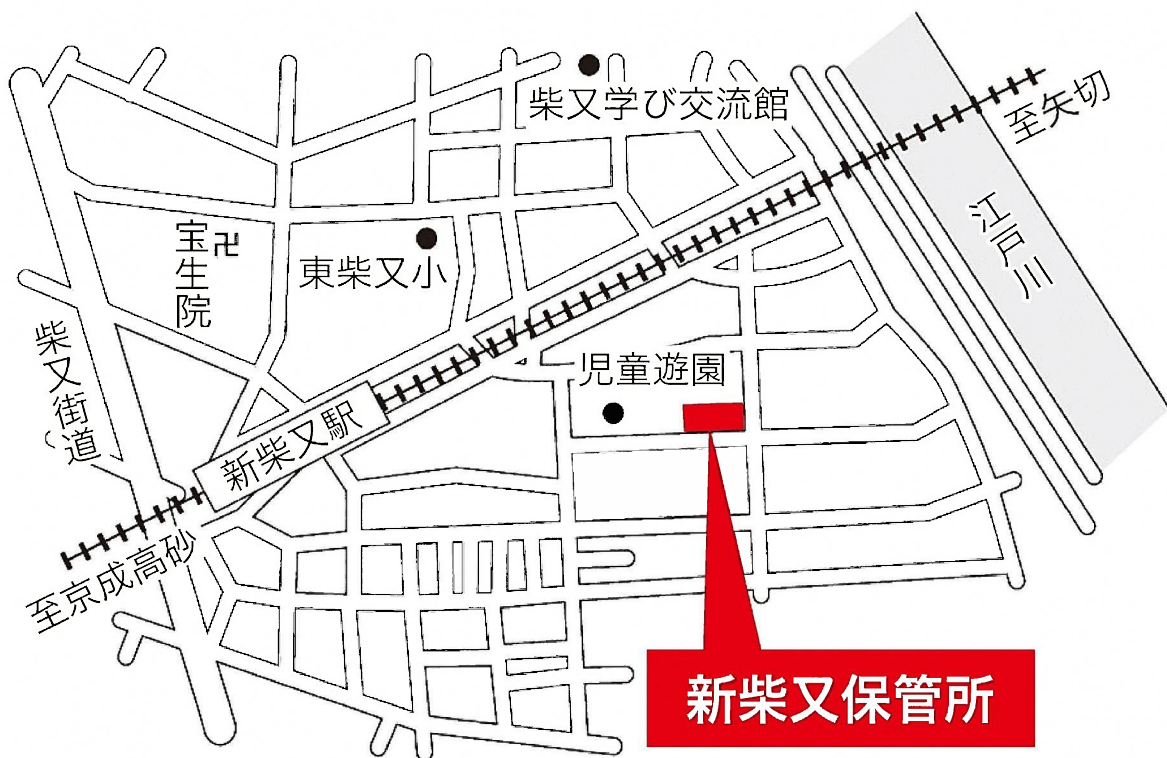 柴又学び交流館
至矢切
江戸川
宝生院
卍
東柴又小
柴又街道
児童遊園
新柴又駅
至京成高砂
新柴又保管所